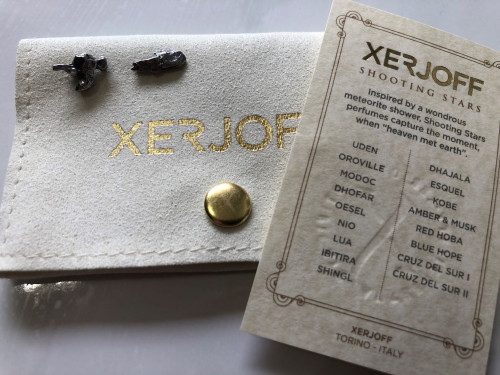 XERJOFF
XERJOFF
SHOOTING STARS
Inspired by a wondrous
meteorite shower, Shooting Stars
perfumes capture the moment,
when "heaven met earth".
UDEN
OROVILLE
MODOC
DHOFAR
OESEL
NIO
LUA
IBITIRA
SHINGL
DHAJALA
ESQUEL
KOBE
AMBER & MUSK
RED HOBA
BLUE HOPE
CRUZ DEL SUR I
CRUZ DEL SUR II
XERJOFF
TORINO - ITALY